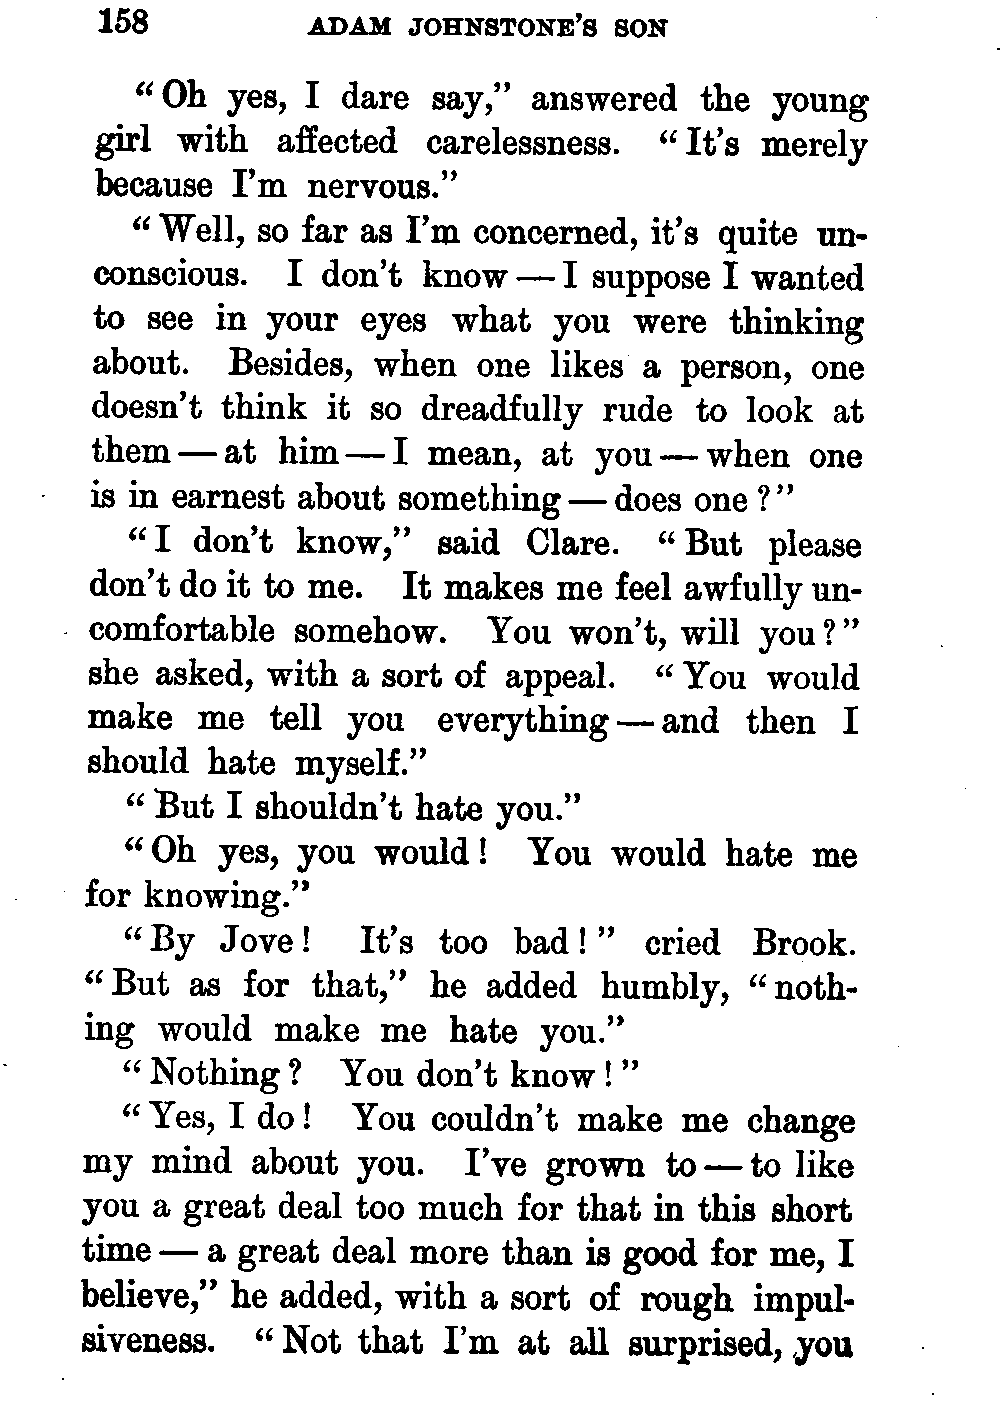 158 ADAM JOHNSTONE'S SON
"Oh yes, I dare say," answered the young
girl with affected carelessness. "It's merely
because I'm nervous."
"Well, so far as I'm concerned, it's quite un-
conscious. I don't know — I suppose I wanted
to see in your eyes what you were thinking
about. Besides, when one likes a person, one
doesn't think it so dreadfully rude to look at
them — at him — I mean, at you — when one
is in earnest about something — does one?"
"I don't know," said Clare. "But please
don't do it to me. It makes me feel awfully un-
comfortable somehow. You won't, will you?"
she asked, with a sort of appeal. "You would
make me tell you everything — and then I
should hate myself."
"But I shouldn't hate you."
"Oh yes, you would! You would hate me
for knowing."
"By Jove! It's too bad!" cried Brook.
"But as for that," he added humbly, "noth-
ing would make me hate you."
"Nothing? You don't know!"
"Yes, I do! You couldn't make me change
my mind about you. I've grown to — to like
you a great deal too much for that in this short
time — a great deal more than is good for me, I
believe," he added, with a sort of rough impul-
siveness. "Not that I'm at all surprised, you